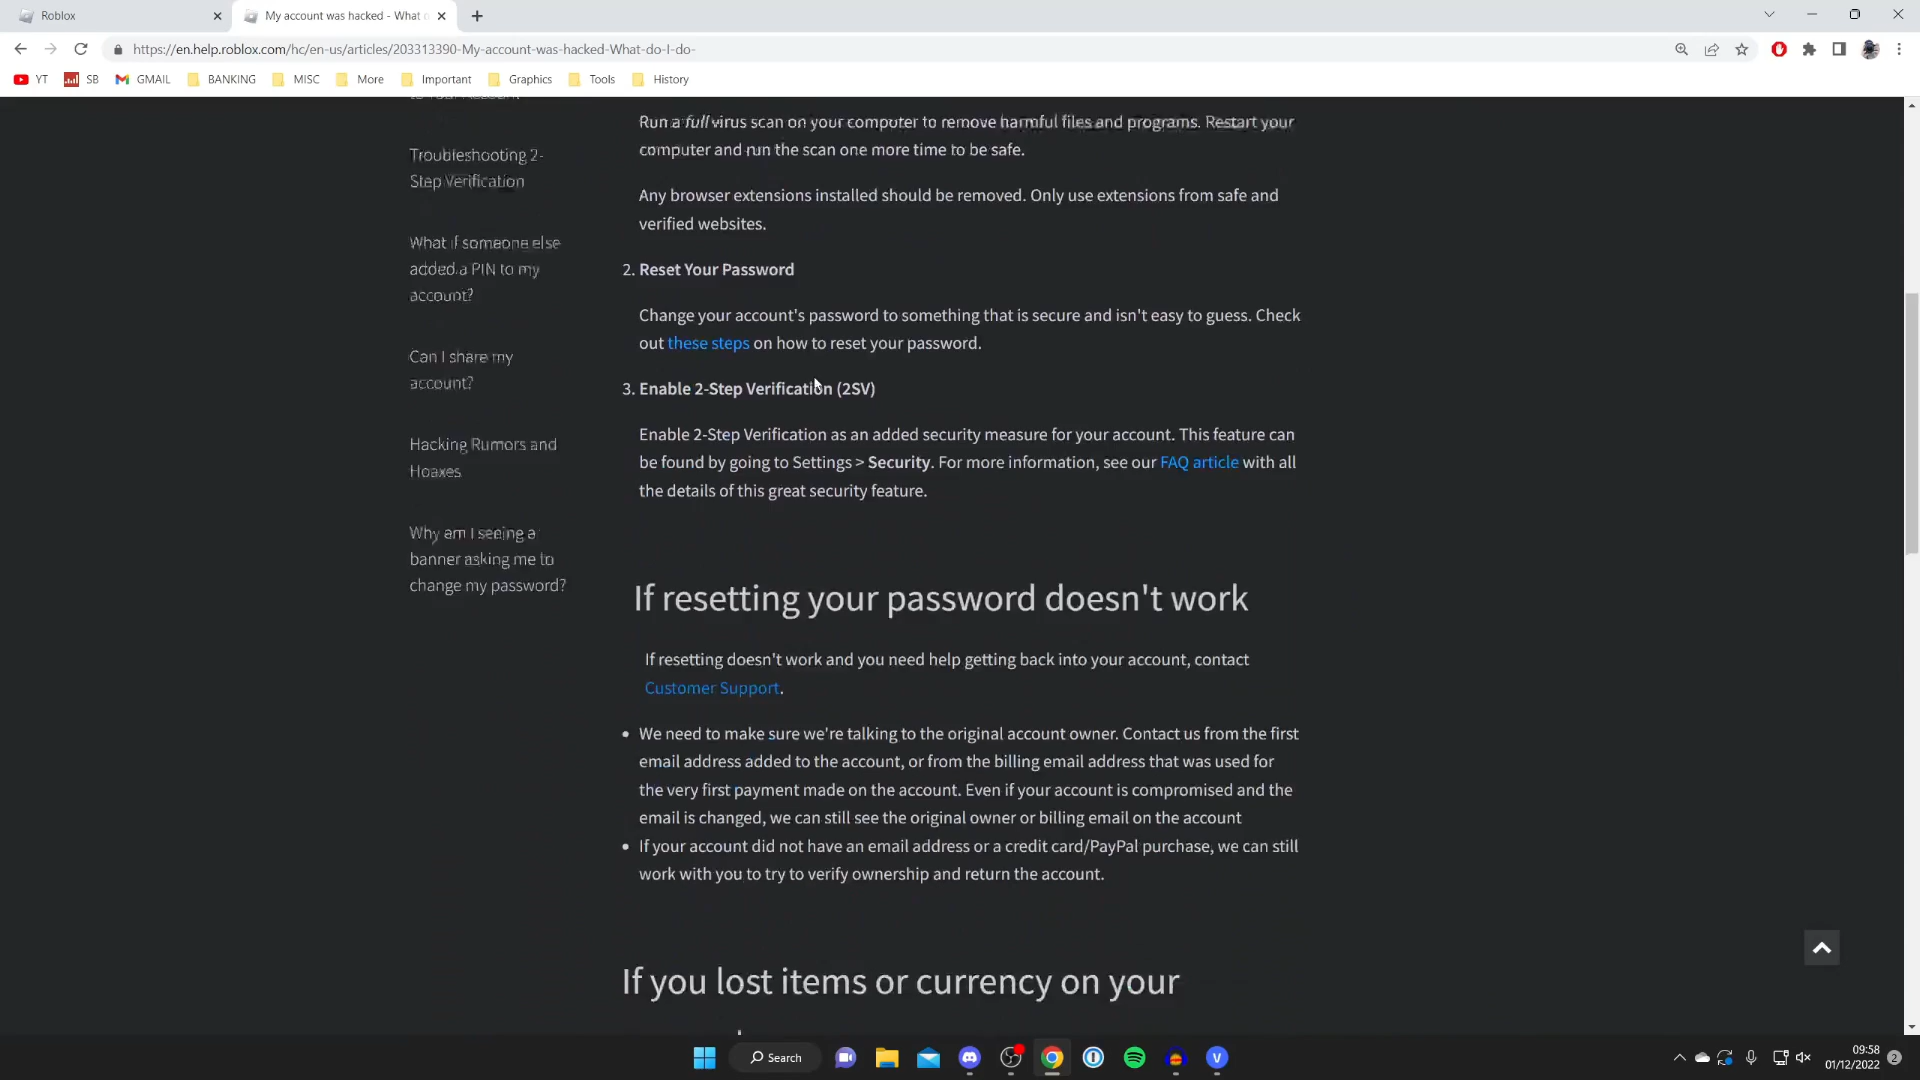 Roblox
My account was hacked - What
https://en.help.roblox.com/hc/en-us/articles/203313390-My-account-was-hacked-What-do-I-do-
YT SB GMAIL BANKING MISC More Important Graphics Tools History
Troubleshooting 2-
Step Verification
What if someone else
added a PIN to my
account?
Can I share my
account?
Hacking Rumors and
Hoaxes
Why am I seeing a
banner asking me to
change my password?
Run a full virus scan on your computer to remove harmful files and programs. Restart your
computer and run the scan one more time to be safe.
Any browser extensions installed should be removed. Only use extensions from safe and
verified websites.
2. Reset Your Password
Change your account's password to something that is secure and isn't easy to guess. Check
out these steps on how to reset your password.
3. Enable 2-Step Verification (2SV)
Enable 2-Step Verification as an added security measure for your account. This feature can
be found by going to Settings > Security. For more information, see our FAQ article with all
the details of this great security feature.
If resetting your password doesn't work
If resetting doesn't work and you need help getting back into your account, contact
Customer Support.
• We need to make sure we're talking to the original account owner. Contact us from the first
email address added to the account, or from the billing email address that was used for
the very first payment made on the account. Even if your account is compromised and the
email is changed, we can still see the original owner or billing email on the account
• If your account did not have an email address or a credit card/PayPal purchase, we can still
work with you to try to verify ownership and return the account.
If you lost items or currency on your
Search
09:58
01/12/2022
2